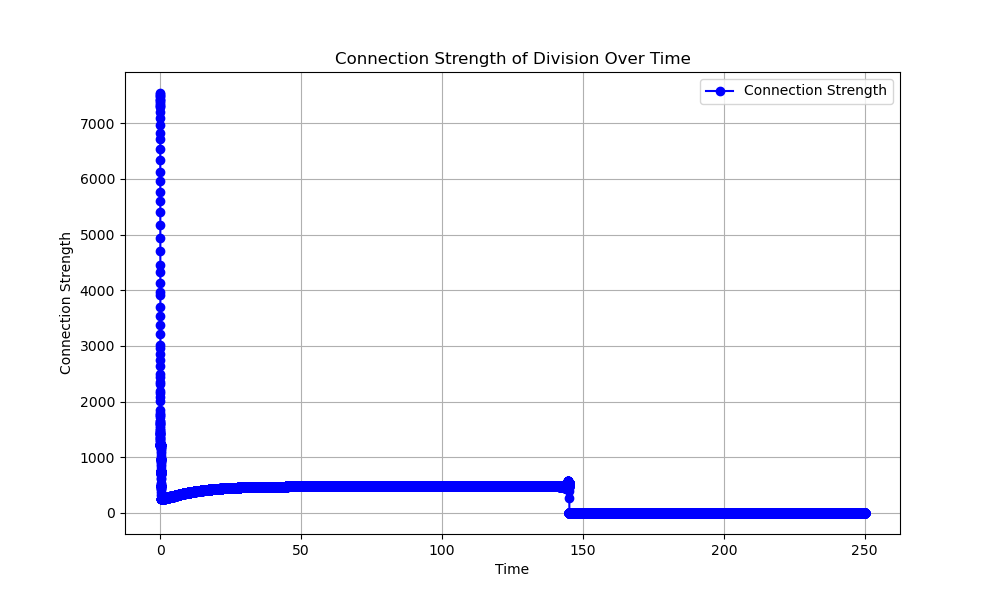 Connection Strength of Division Over Time
Connection Strength
7000
6000
5000
4000
3000
2000
1000
0
Connection Strength
0 50 100 150 200 250
Time